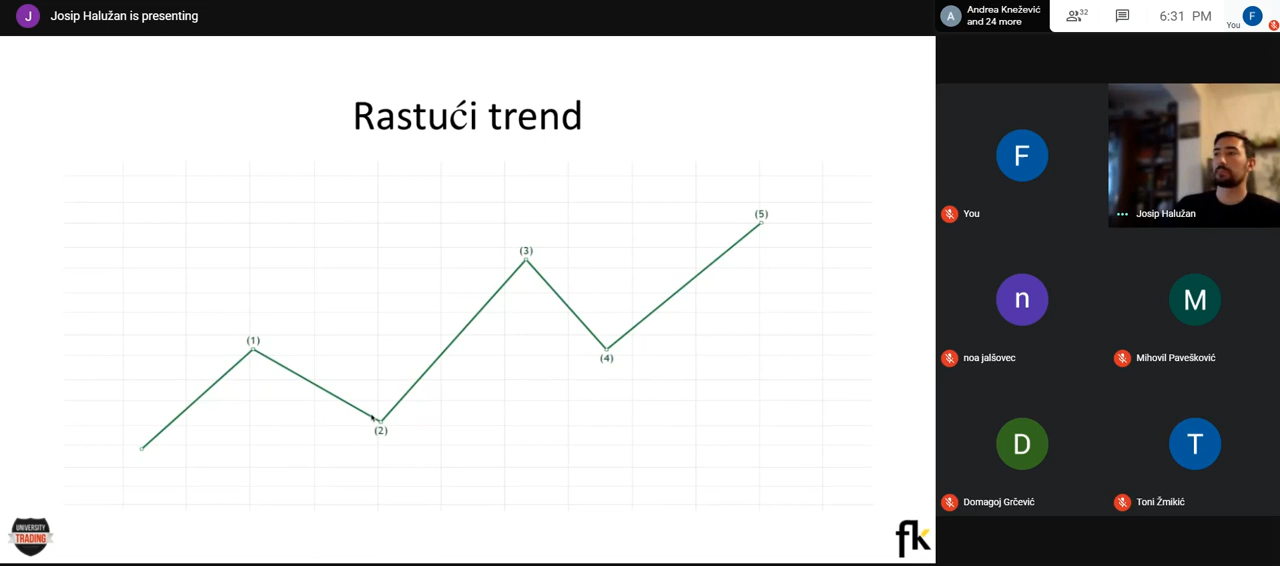 J
Josip Halužan is presenting
A
Andrea Knežević
and 24 more
32
6:31 PM
You
F
Rastući trend
(1)
(2)
(3)
(4)
(5)
UNIVERSITY
TRADING
fk
F
You
Josip Halužan
n
noa jalšovec
M
Mihovil Pavešković
D
Domagoj Grčević
T
Toni Žmikić